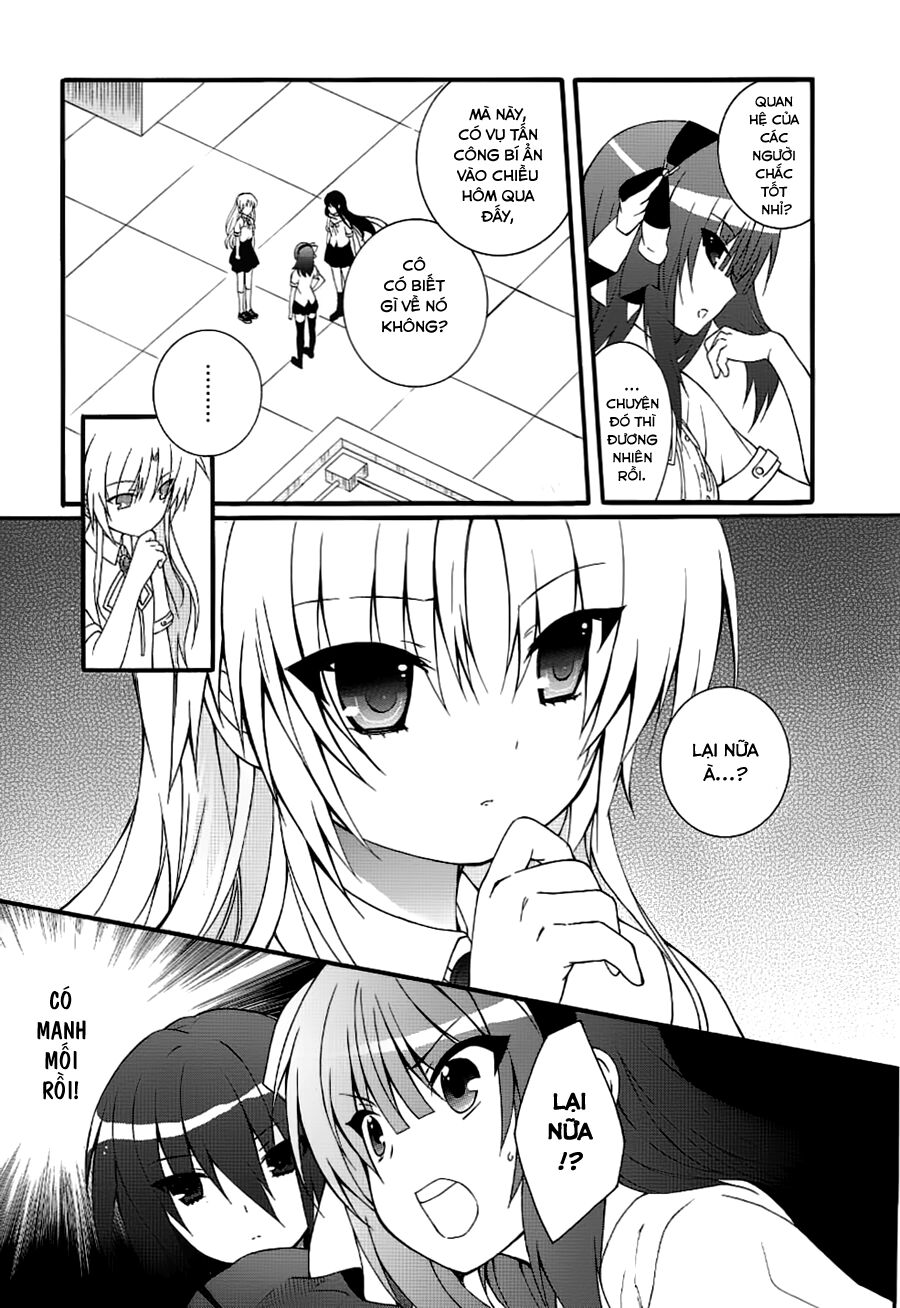 QUAN
HỆ CỦA
CÁC
NGƯỜI
CHẮC
TỐT
NHỈ?
...
CHUYỆN
ĐÓ THÌ
ĐƯƠNG
NHIÊN
RỒI.
MÀ NÀY,
CÓ VỤ TẤN
CÔNG BÍ ẨN
VÀO CHIỀU
HÔM QUA
ĐẤY,
CÔ
CÓ BIẾT
GÌ VỀ NÓ
KHÔNG?
.......
LẠI NỮA
À...?
LẠI
NỮA
!?
CÓ
MANH
MỐI
RỒI!